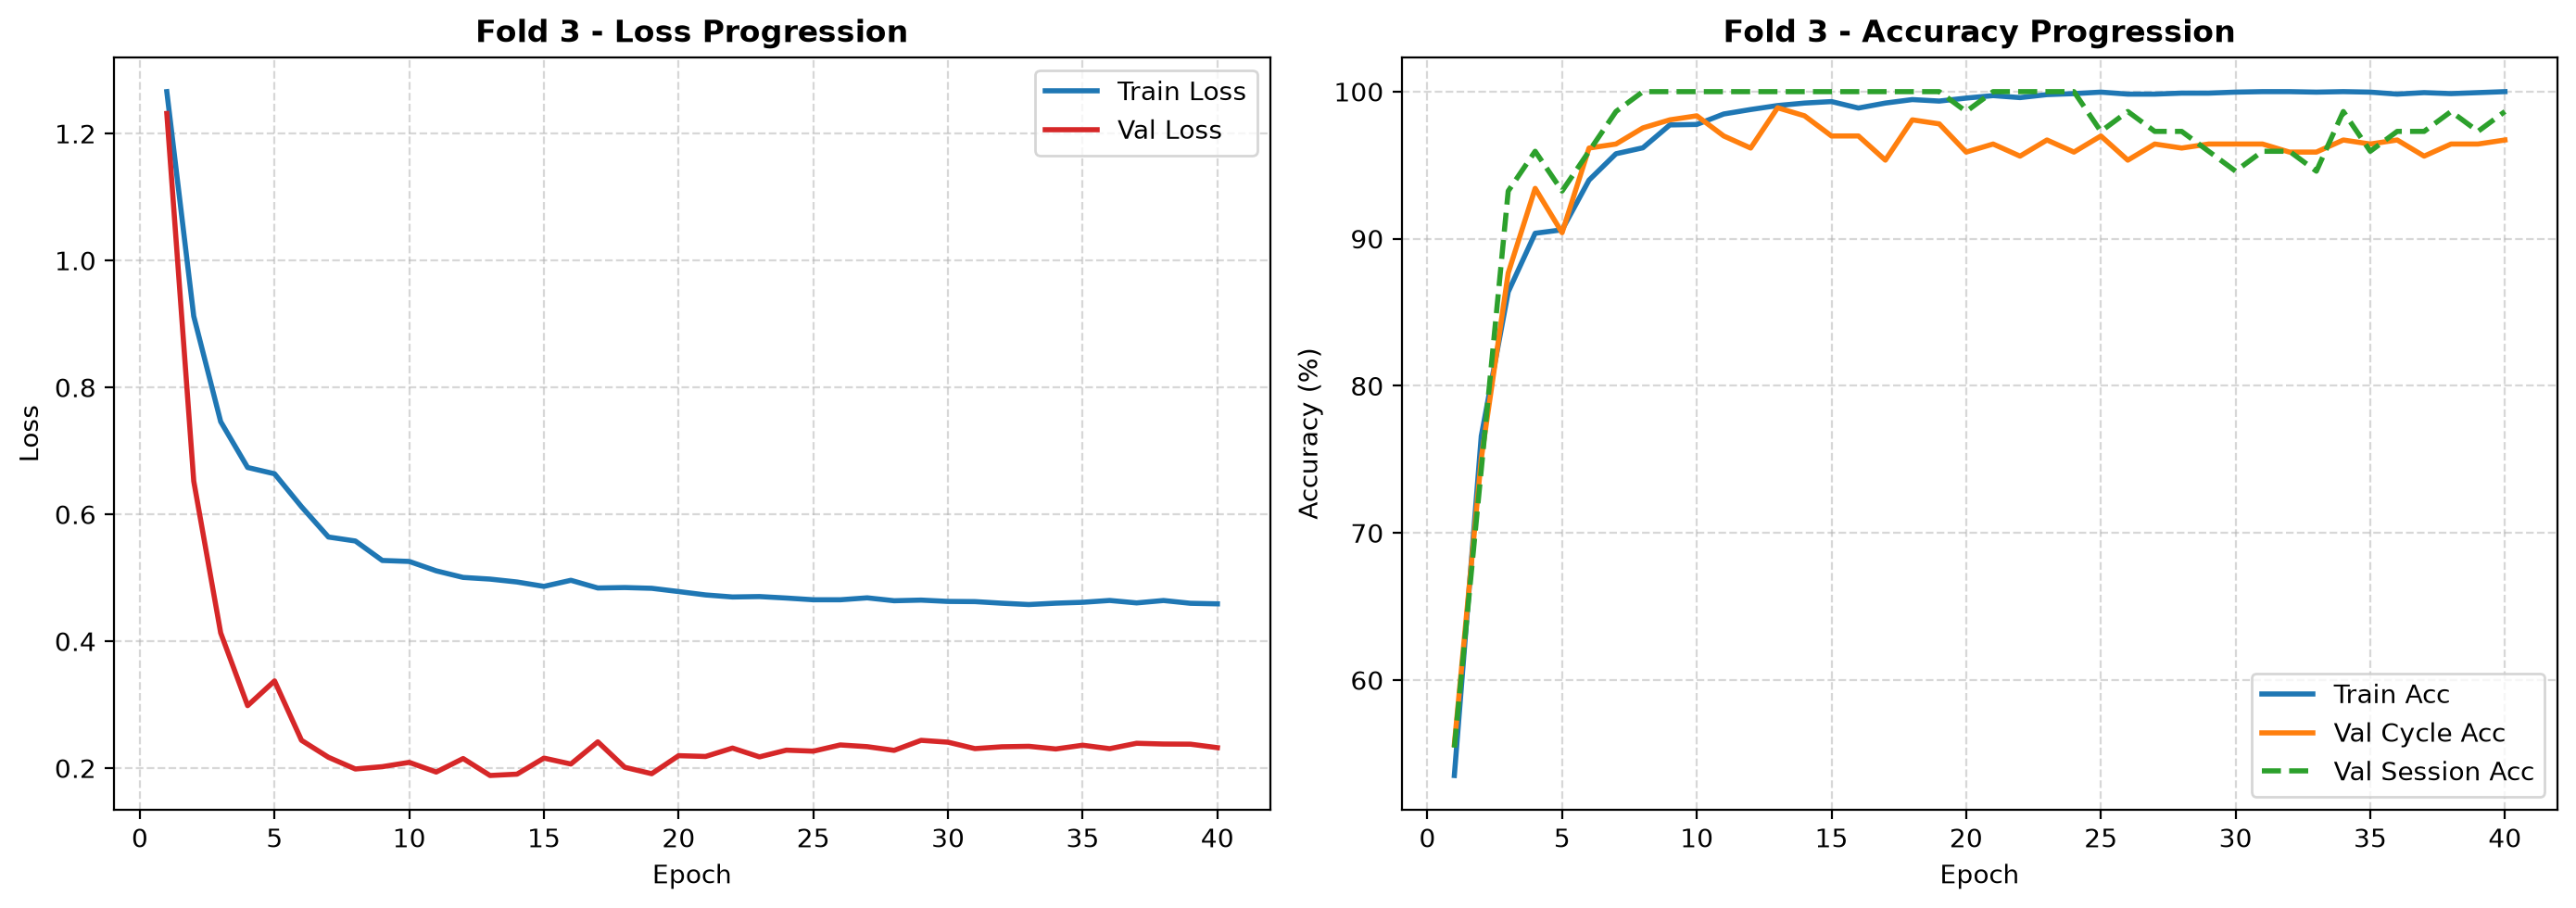 Fold 3 - Loss Progression
1.2
1.0
0.8
0.6
0.4
0.2
Loss
0 5 10 15 20 25 30 35 40
Epoch
Train Loss
Val Loss
Fold 3 - Accuracy Progression
100
90
80
70
60
Accuracy (%)
0 5 10 15 20 25 30 35 40
Epoch
Train Acc
Val Cycle Acc
Val Session Acc